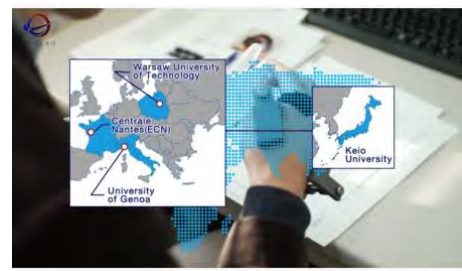 Warsaw University
of Technology
Centrale
Nantes(ECN)
University
of Genoa
Keio
University